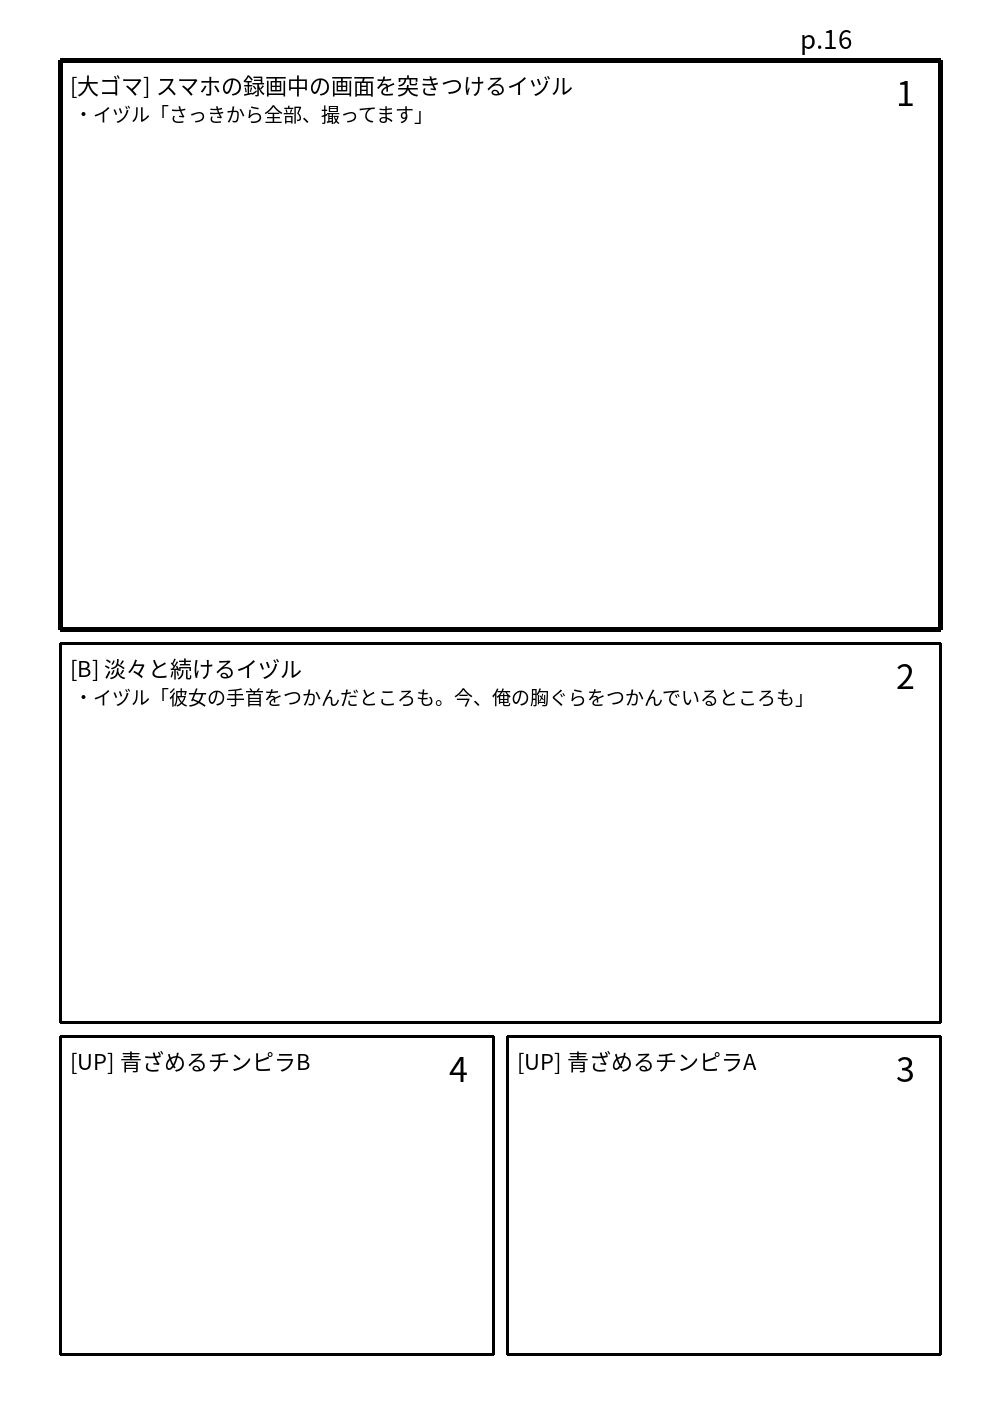 p.16
1
[大ゴマ] スマホの録画中の画面を突きつけるイヅル
・イヅル「さっきから全部、撮ってます」
2
[B] 淡々と続けるイヅル
・イヅル「彼女の手首をつかんだところも。今、俺の胸ぐらをつかんでいるところも」
3
[UP] 青ざめるチンピラA
4
[UP] 青ざめるチンピラB